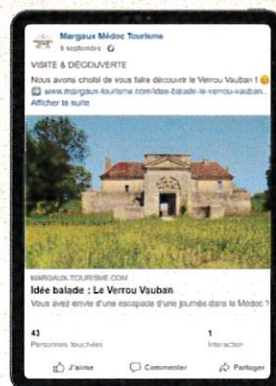 Margaux Médoc Tourisme
9 septembre
VISITE & DÉCOUVERTE
Nous avons choisi de vous faire découvrir le Verrou Vauban !
www.margaux-tourisme.com/idee-balade-le-verrou-vauban...
Afficher la suite
MARGAUX-TOURISME.COM
Idée balade : Le Verrou Vauban
Vous avez envie d'une escapade d'une journée dans le Médoc ?
43
1
Personnes touchées
Interaction
J'aime
Commenter
Partager